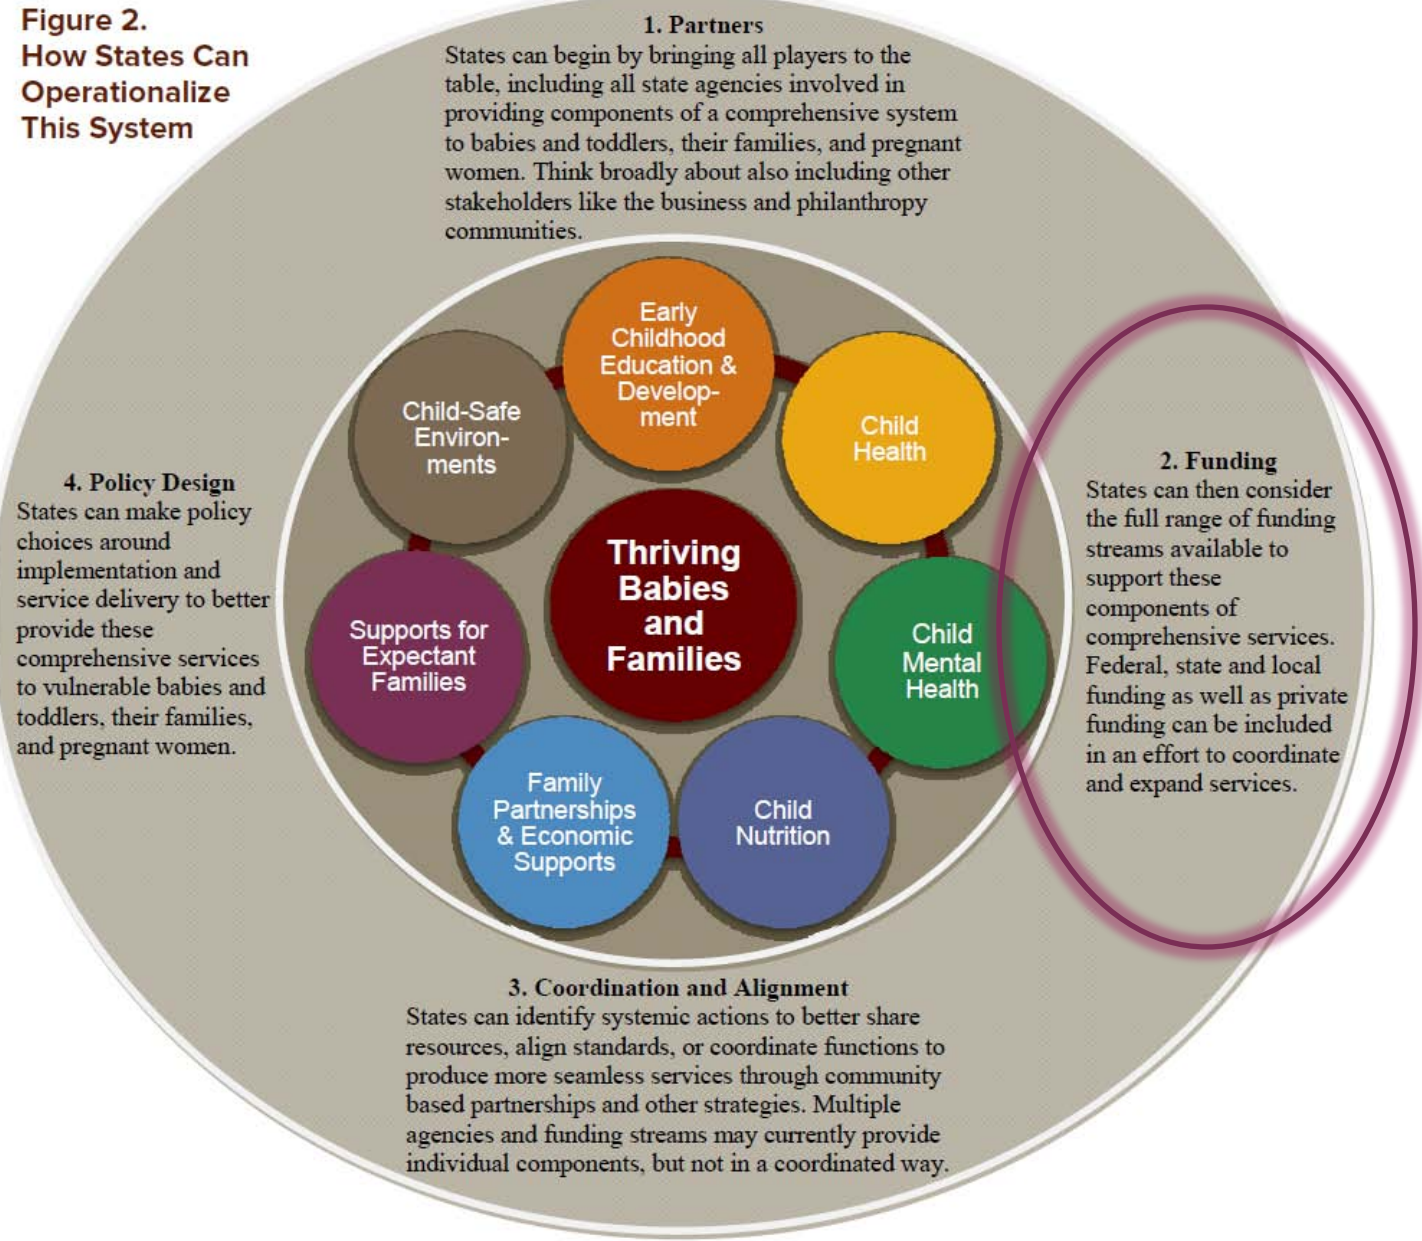 Figure 2.
How States Can
Operationalize
This System
1. Partners
States can begin by bringing all players to the
table, including all state agencies involved in
providing components of a comprehensive system
to babies and toddlers, their families, and pregnant
women. Think broadly about also including other
stakeholders like the business and philanthropy
communities.
Early
Childhood
Education &
Develop-
ment
Child
Health
Child
Mental
Health
Child
Nutrition
Family
Partnerships
& Economic
Supports
Supports for
Expectant
Families
Child-Safe
Environ-
ments
Thriving
Babies
and
Families
2. Funding
States can then consider
the full range of funding
streams available to
support these
components of
comprehensive services.
Federal, state and local
funding as well as private
funding can be included
in an effort to coordinate
and expand services.
3. Coordination and Alignment
States can identify systemic actions to better share
resources, align standards, or coordinate functions to
produce more seamless services through community
based partnerships and other strategies. Multiple
agencies and funding streams may currently provide
individual components, but not in a coordinated way.
4. Policy Design
States can make policy
choices around
implementation and
service delivery to better
provide these
comprehensive services
to vulnerable babies and
toddlers, their families,
and pregnant women.